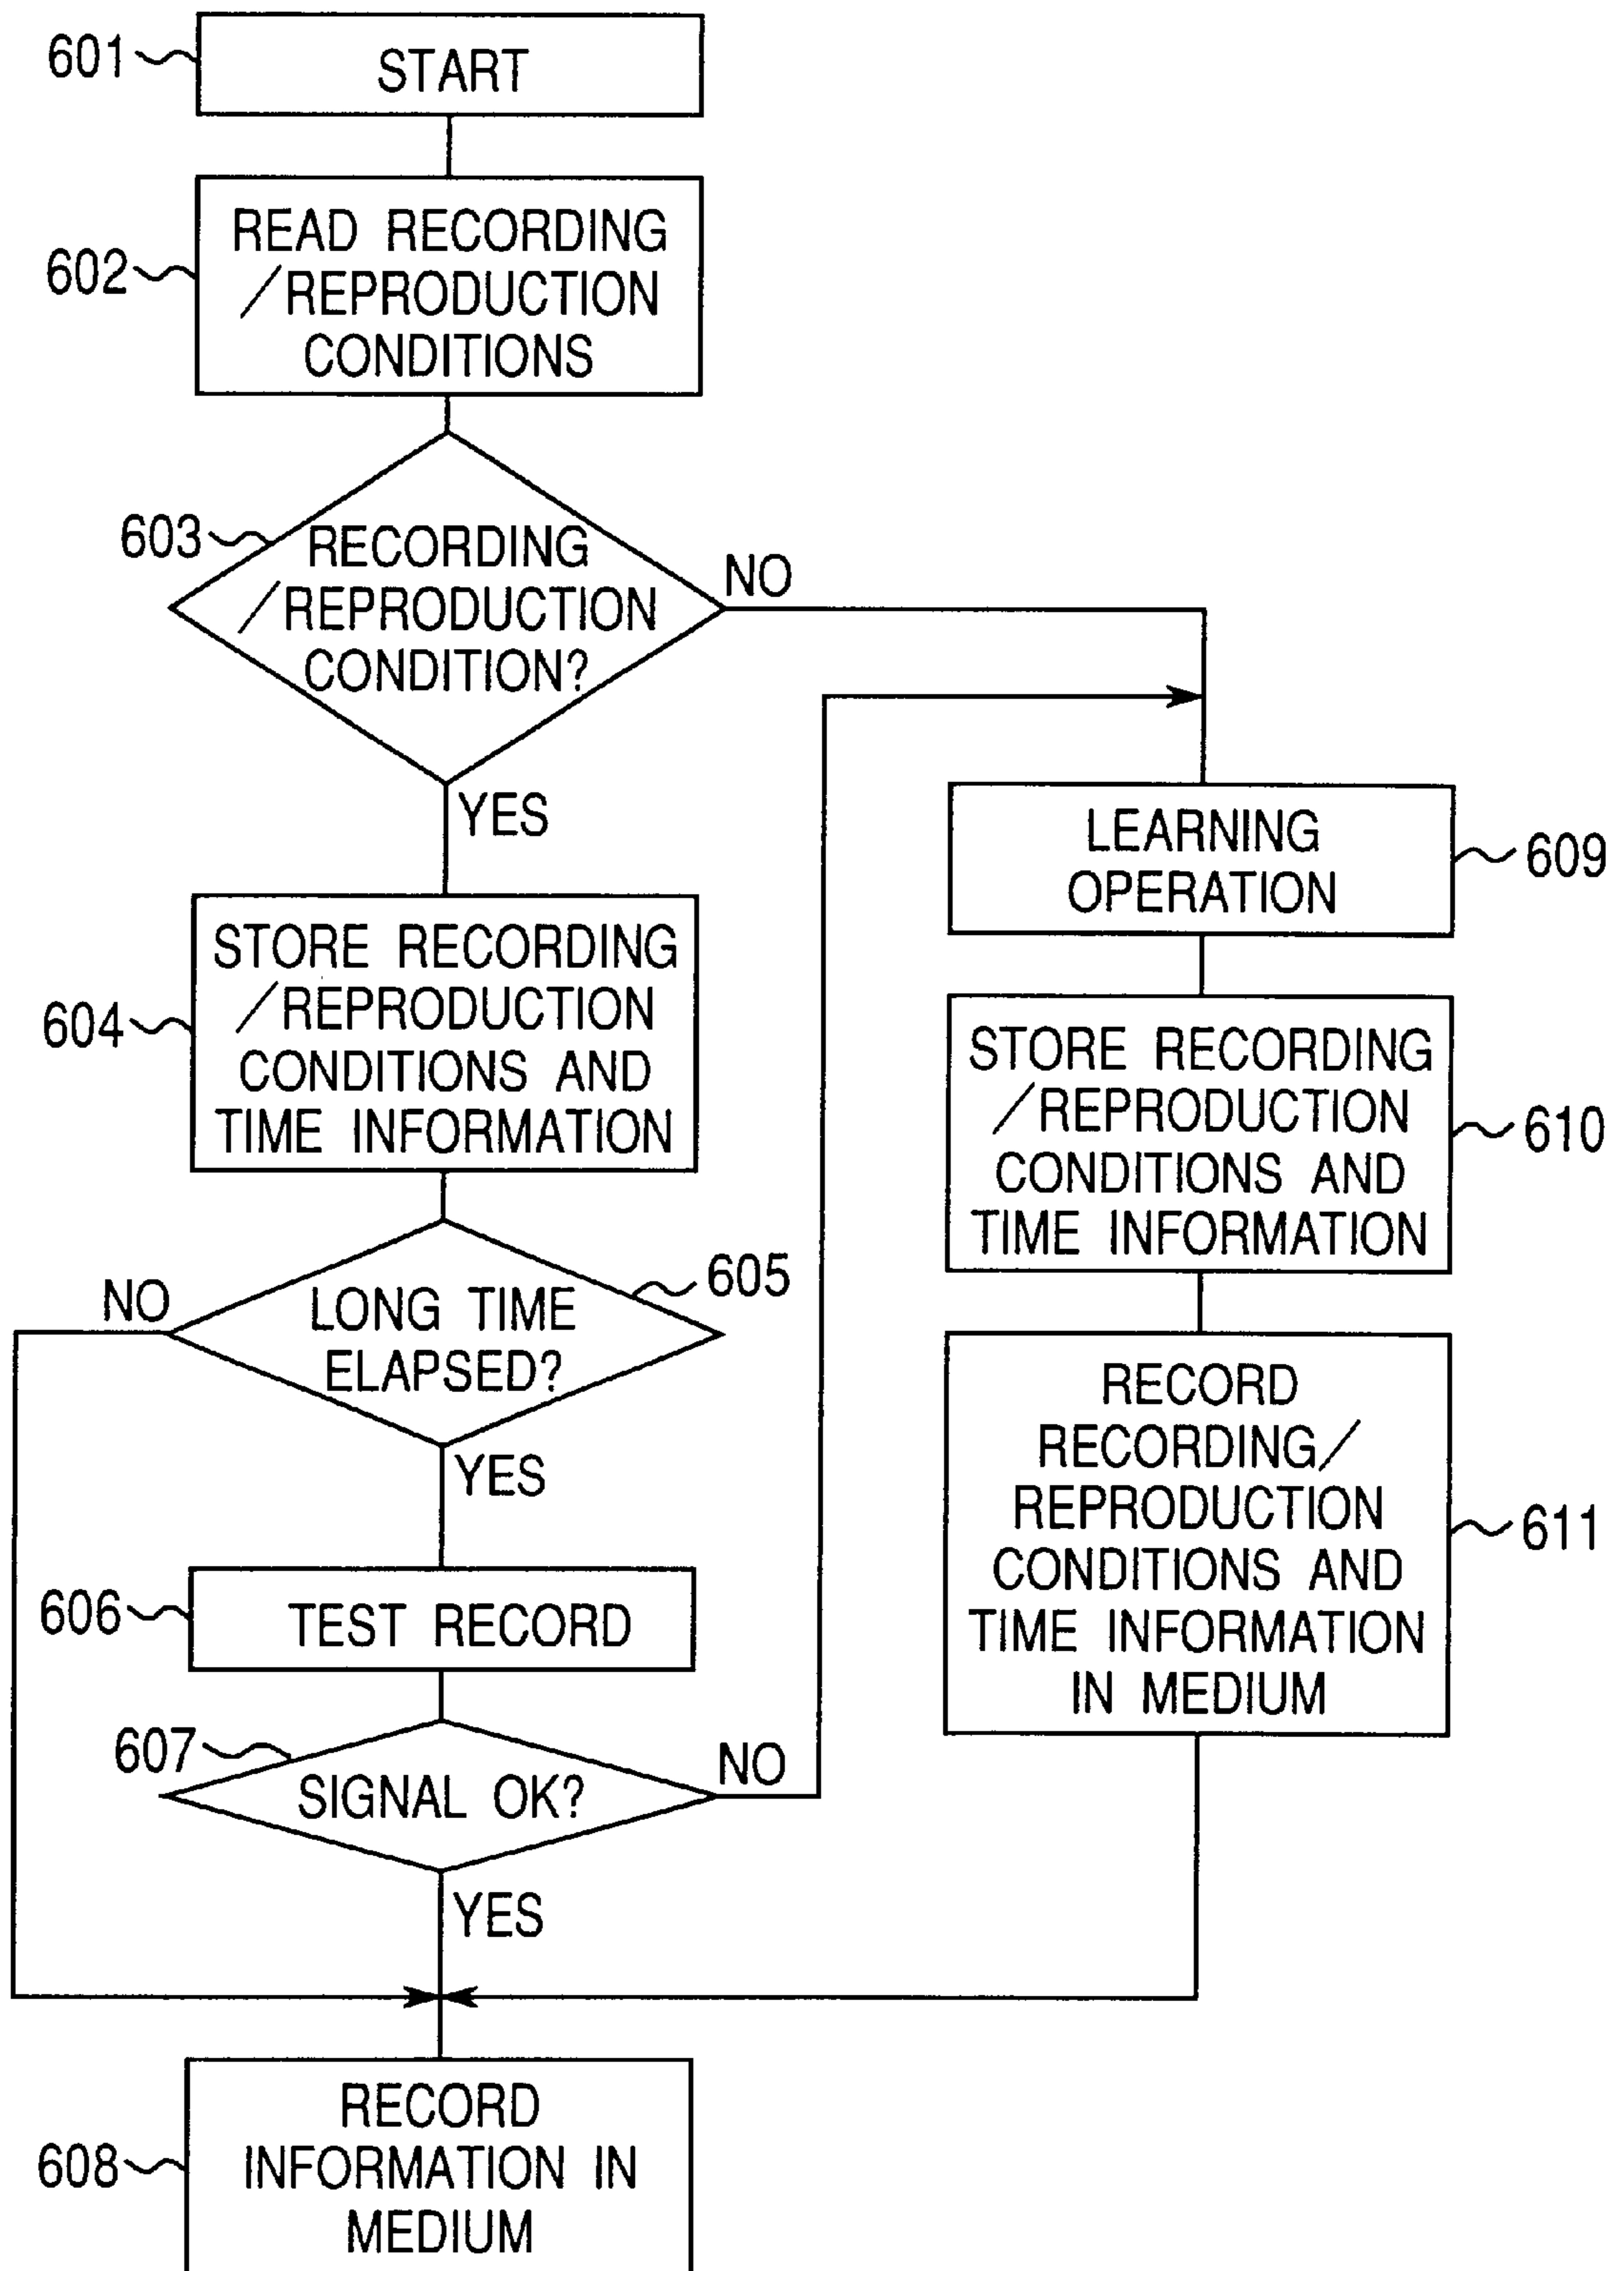 601
START
602
READ RECORDING
/REPRODUCTION
CONDITIONS
603
RECORDING
/REPRODUCTION
CONDITION?
NO
YES
604
STORE RECORDING
/REPRODUCTION
CONDITIONS AND
TIME INFORMATION
605
LONG TIME
ELAPSED?
NO
YES
606
TEST RECORD
607
SIGNAL OK?
NO
YES
608
RECORD
INFORMATION IN
MEDIUM
LEARNING
OPERATION
609
STORE RECORDING
/REPRODUCTION
CONDITIONS AND
TIME INFORMATION
610
RECORD
RECORDING/
REPRODUCTION
CONDITIONS AND
TIME INFORMATION
IN MEDIUM
611